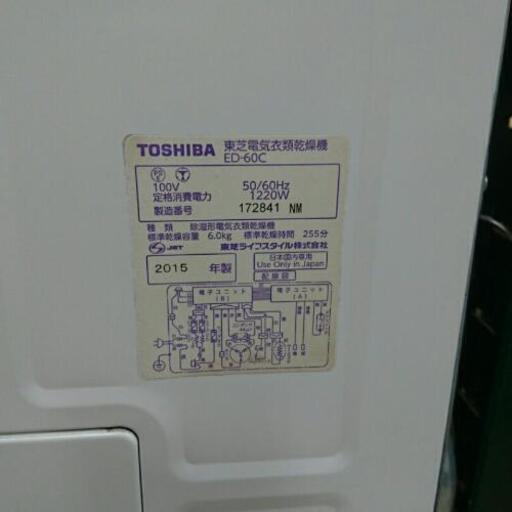 TOSHIBA 東芝電気衣類乾燥機
ED-60C
100V 50/60Hz
定格消費電力 1220W
製造番号 172841 NM
種類 除湿形電気衣類乾燥機
標準乾燥容量 6.0kg 標準乾燥時間 255分
JET 東芝ライフスタイル株式会社
2015 年製
日本国内専用
Use Only in Japan
配線図
電子ユニット
(B)
電子ユニット
(A)